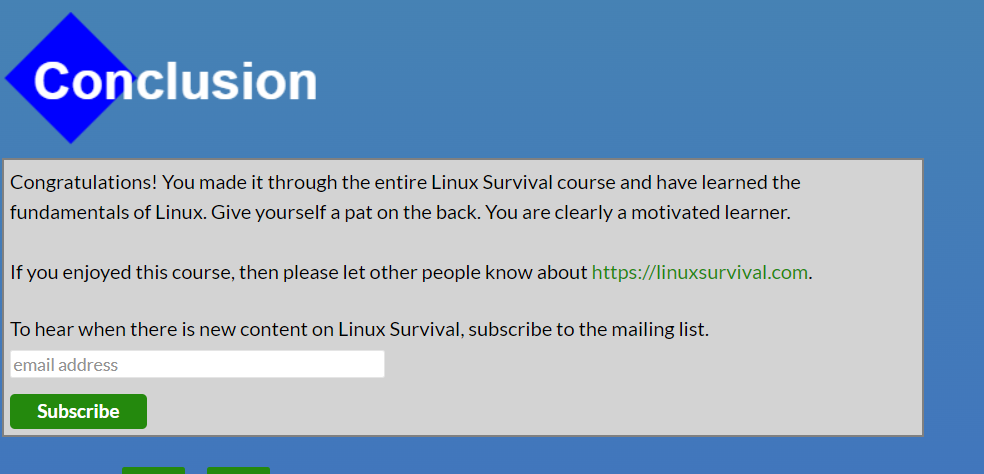 Conclusion
Congratulations! You made it through the entire Linux Survival course and have learned the
fundamentals of Linux. Give yourself a pat on the back. You are clearly a motivated learner.
If you enjoyed this course, then please let other people know about https://linuxsurvival.com.
To hear when there is new content on Linux Survival, subscribe to the mailing list.
email address
Subscribe